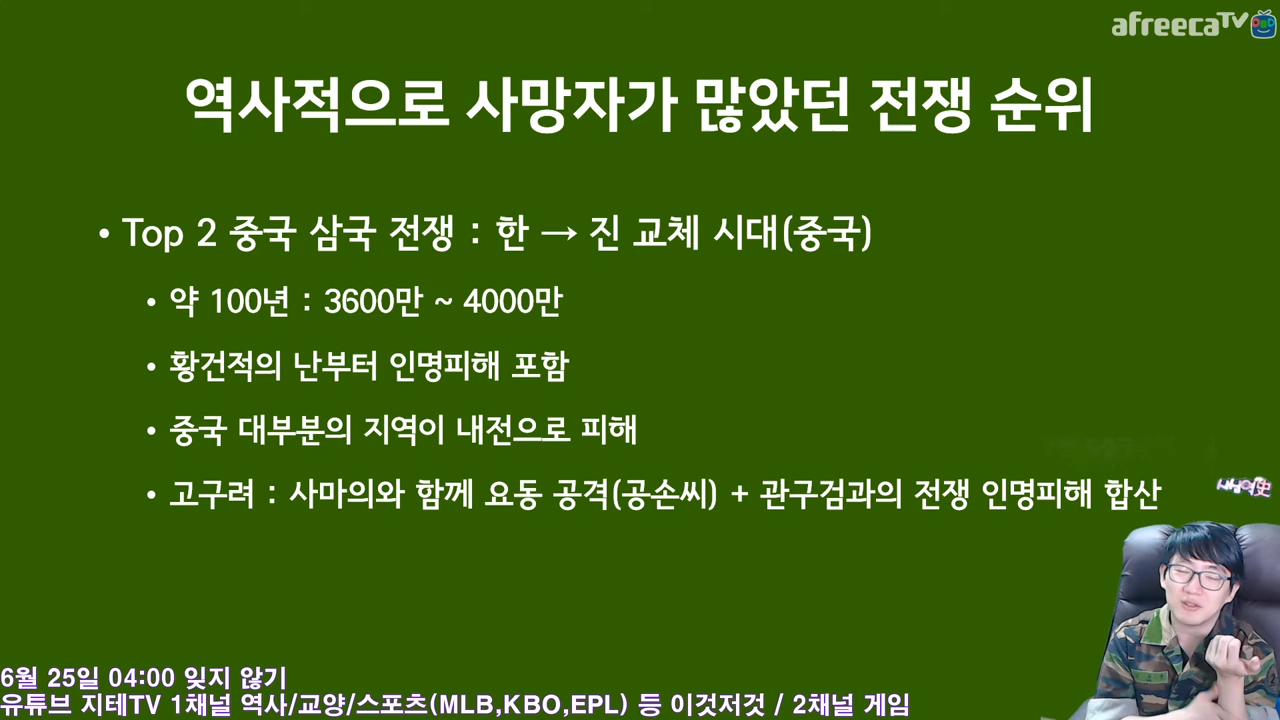 afreecaTV
역사적으로 사망자가 많았던 전쟁 순위
• Top 2 중국 삼국 전쟁 : 한 → 진 교체 시대(중국)
• 약 100년 : 3600만 ~ 4000만
• 황건적의 난부터 인명피해 포함
• 중국 대부분의 지역이 내전으로 피해
• 고구려 : 사마의와 함께 요동 공격(공손씨) + 관구검과의 전쟁 인명피해 합산
6월 25일 04:00 잊지 않기
유튜브 지테TV 1채널 역사/교양/스포츠(MLB,KBO,EPL) 등 이것저것 / 2채널 게임